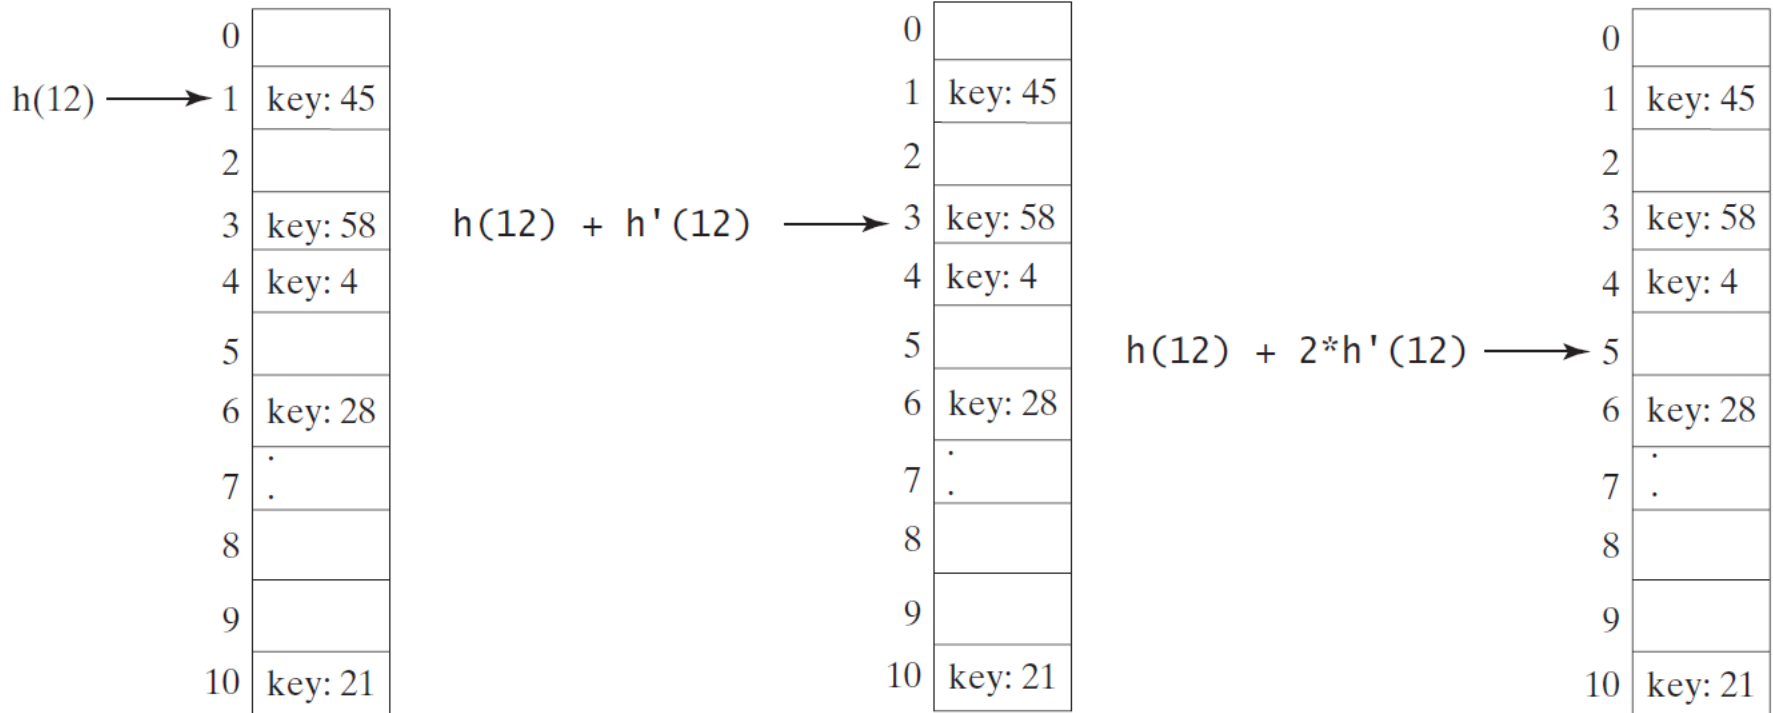 0
h(12) 1 key: 45
2
3 key: 58
4 key: 4
5
6 key: 28
7 . .
8
9
10 key: 21
0
1 key: 45
2
h(12) + h'(12) 3 key: 58
4 key: 4
5
6 key: 28
7 . .
8
9
10 key: 21
0
1 key: 45
2
3 key: 58
4 key: 4
h(12) + 2*h'(12) 5
6 key: 28
7 . .
8
9
10 key: 21